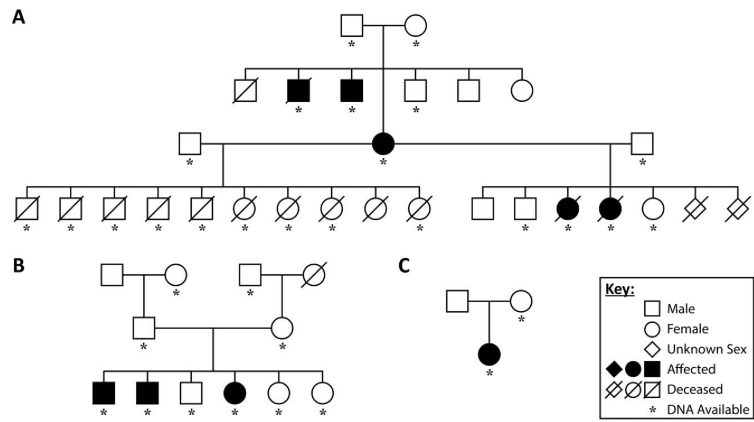 A
B
C
Key:
Male
Female
Unknown Sex
Affected
Deceased
* DNA Available